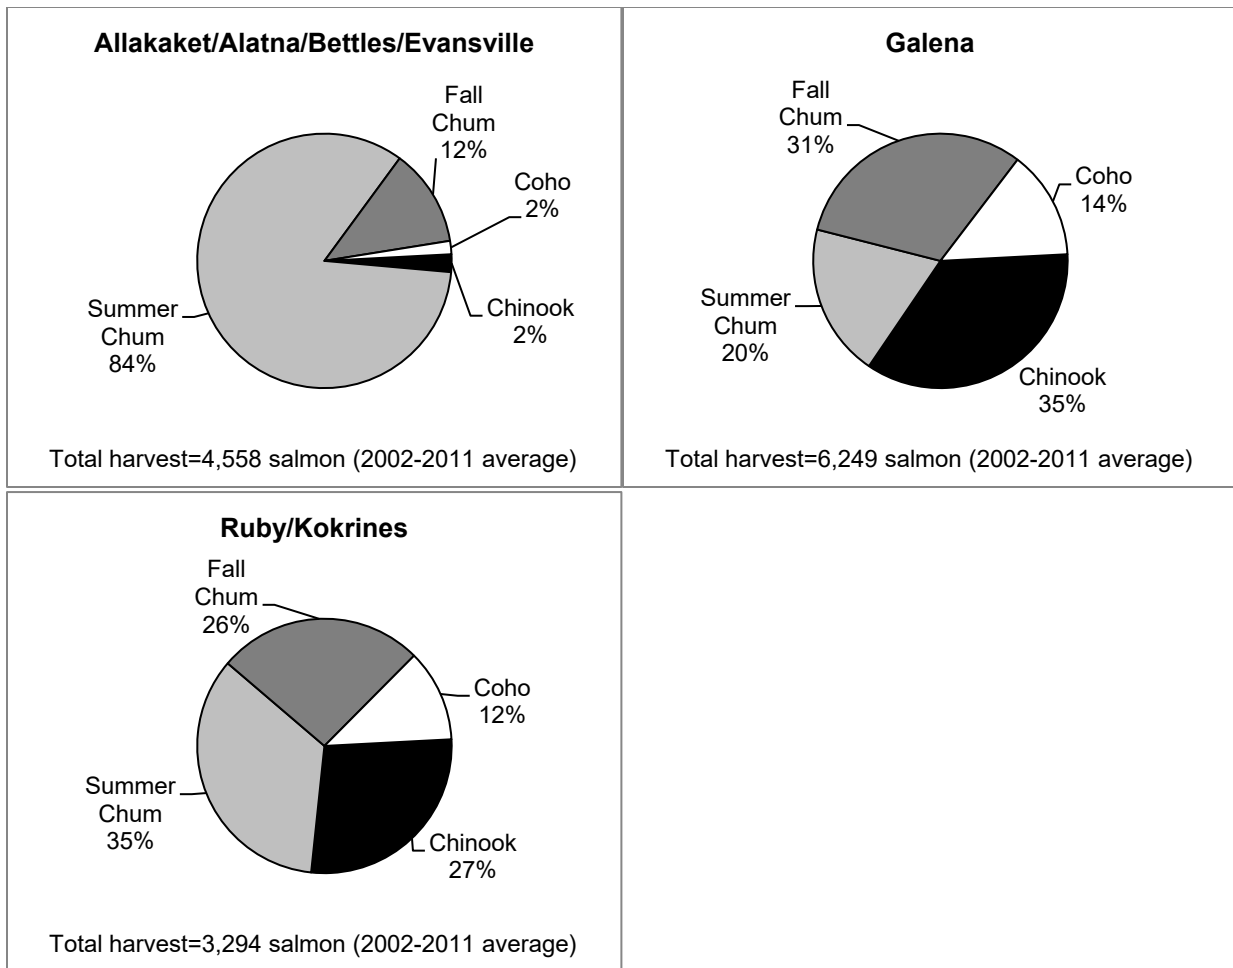 Allakaket/Alatna/Bettles/Evansville
Fall
Chum
12%
Coho
2%
Summer
Chum
84%
Chinook
2%
Total harvest=4,558 salmon (2002-2011 average)
Galena
Fall
Chum
31%
Coho
14%
Summer
Chum
20%
Chinook
35%
Total harvest=6,249 salmon (2002-2011 average)
Ruby/Kokrines
Fall
Chum
26%
Coho
12%
Summer
Chum
35%
Chinook
27%
Total harvest=3,294 salmon (2002-2011 average)